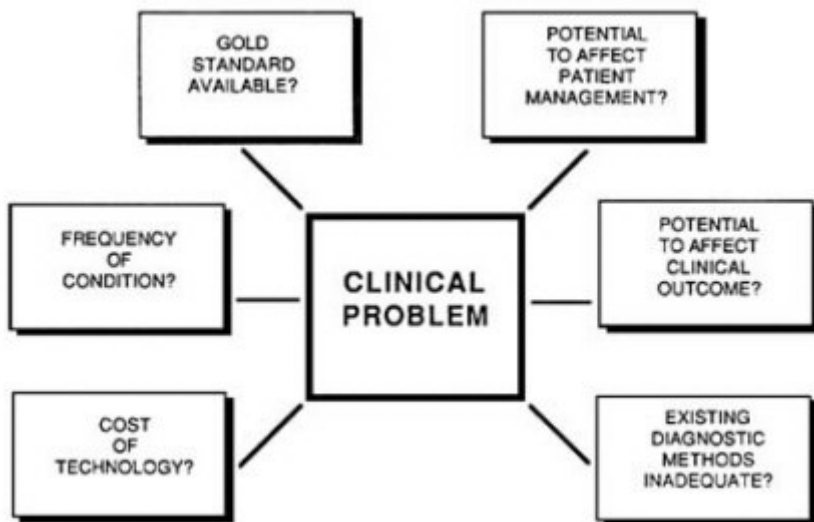 GOLD
STANDARD
AVAILABLE?
POTENTIAL
TO AFFECT
PATIENT
MANAGEMENT?
FREQUENCY
OF
CONDITION?
CLINICAL
PROBLEM
POTENTIAL
TO AFFECT
CLINICAL
OUTCOME?
COST
OF
TECHNOLOGY?
EXISTING
DIAGNOSTIC
METHODS
INADEQUATE?